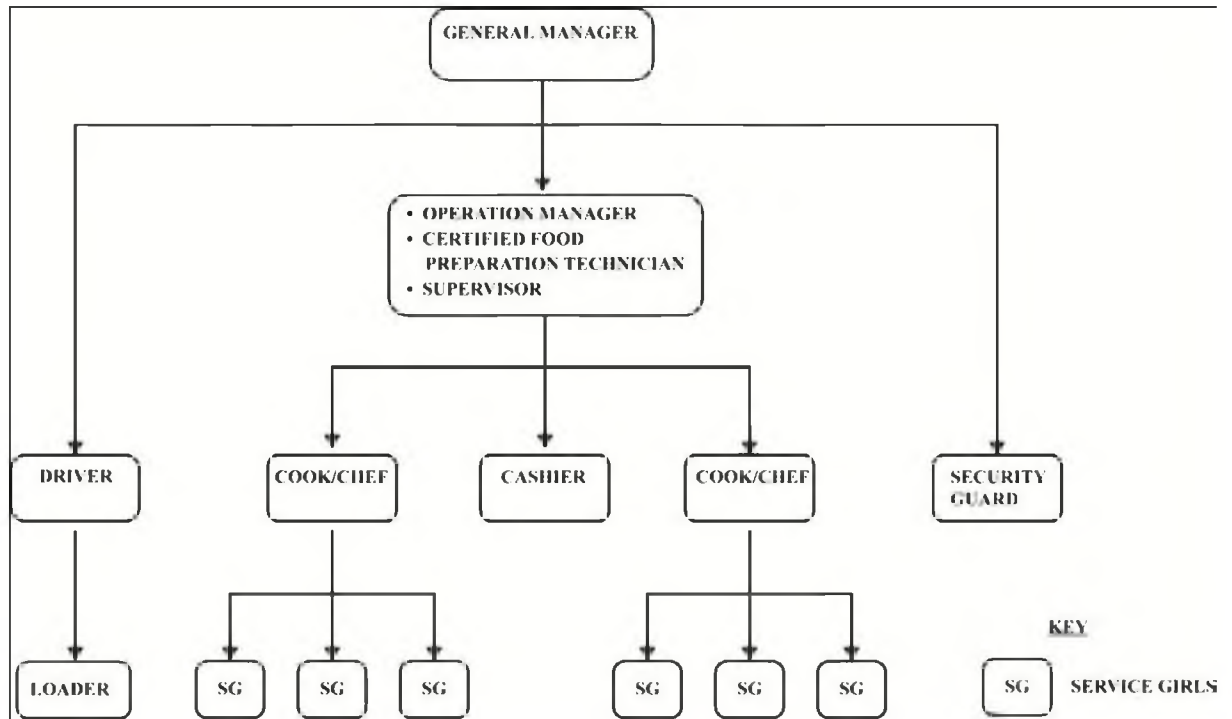 GENERAL MANAGER
• OPERATION MANAGER
• CERTIFIED FOOD
PREPARATION TECHNICIAN
• SUPERVISOR
DRIVER
COOK/CHEF
CASHIER
COOK/CHEF
SECURITY
GUARD
KEY
LOADER
SG
SG
SG
SG
SG
SG
SG
SERVICE GIRLS